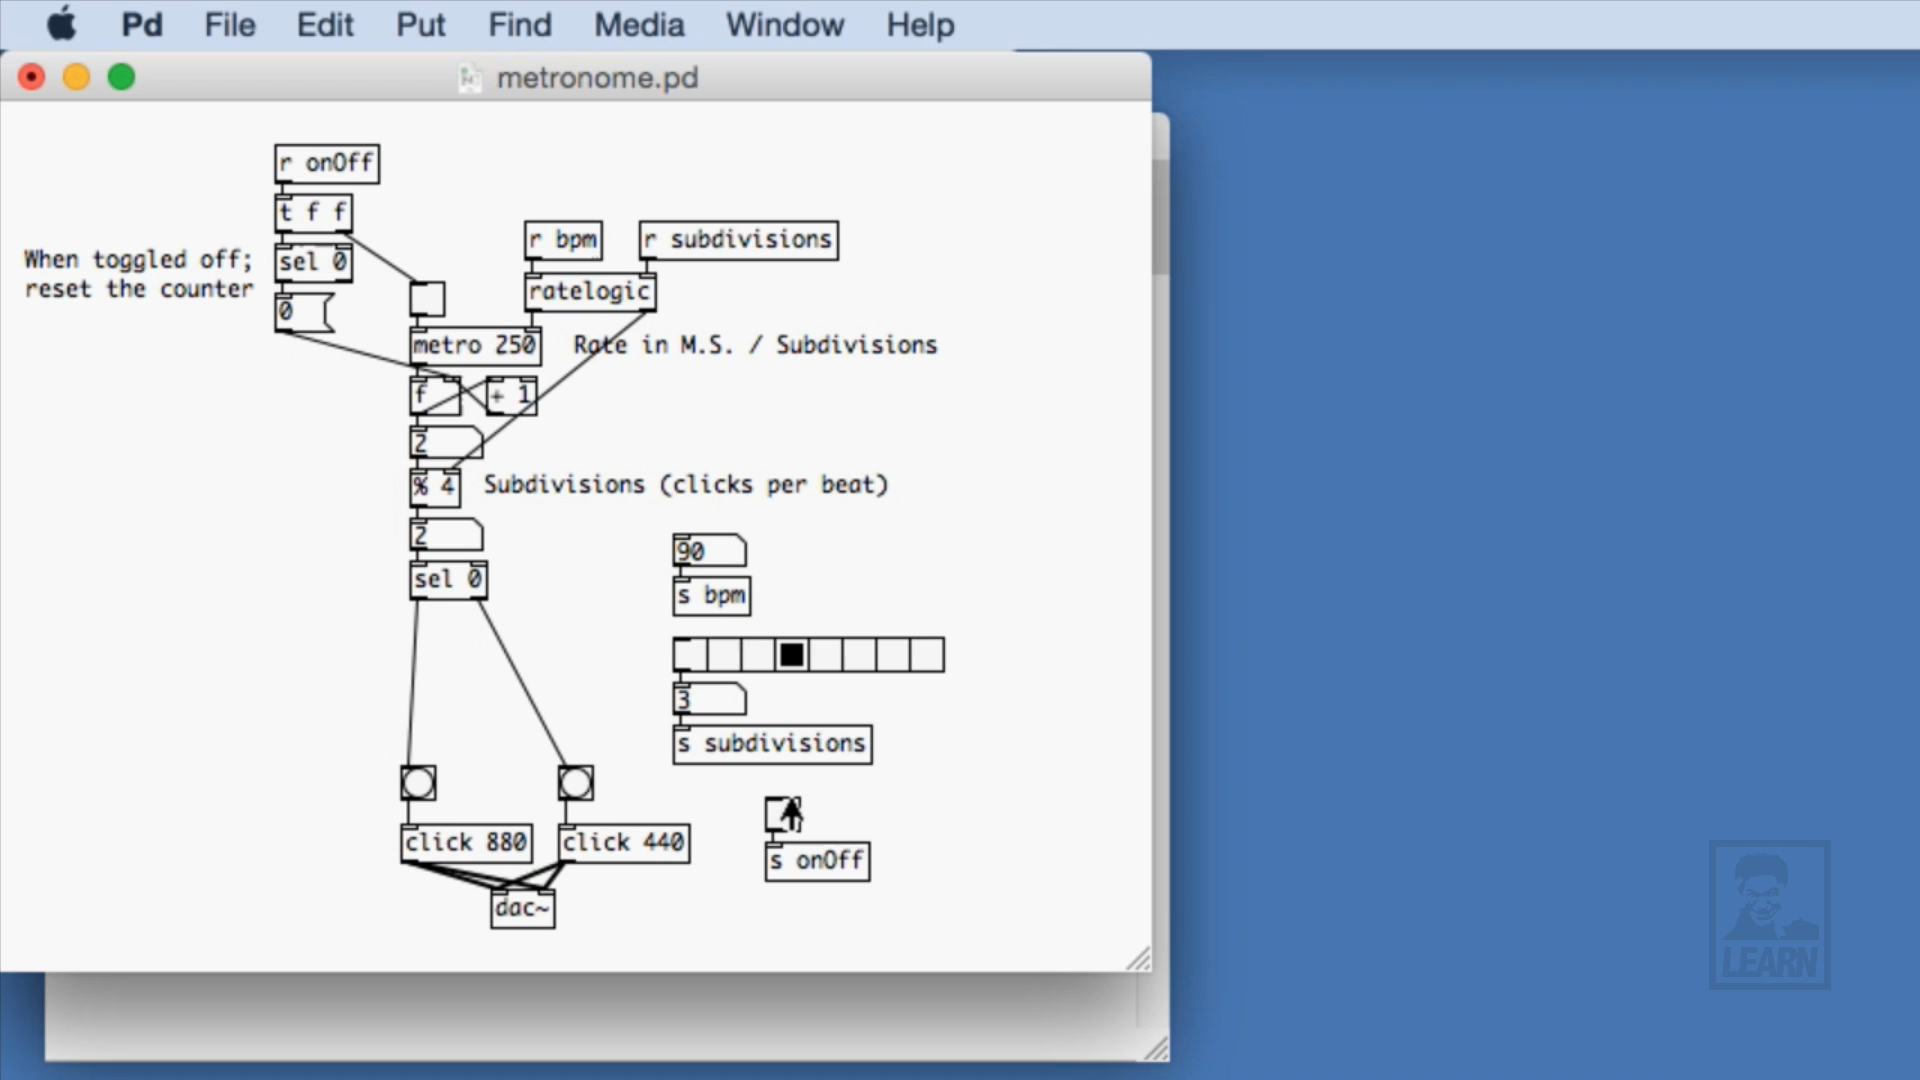 Pd File Edit Put Find Media Window Help
metronome.pd
r onOff
t f f
r bpm
r subdivisions
When toggled off;
reset the counter
sel 0
ratelogic
0
metro 250
Rate in M.S. / Subdivisions
f
+ 1
2
% 4
Subdivisions (clicks per beat)
2
sel 0
90
s bpm
3
s subdivisions
click 880
click 440
s onOff
dac~
LEARN